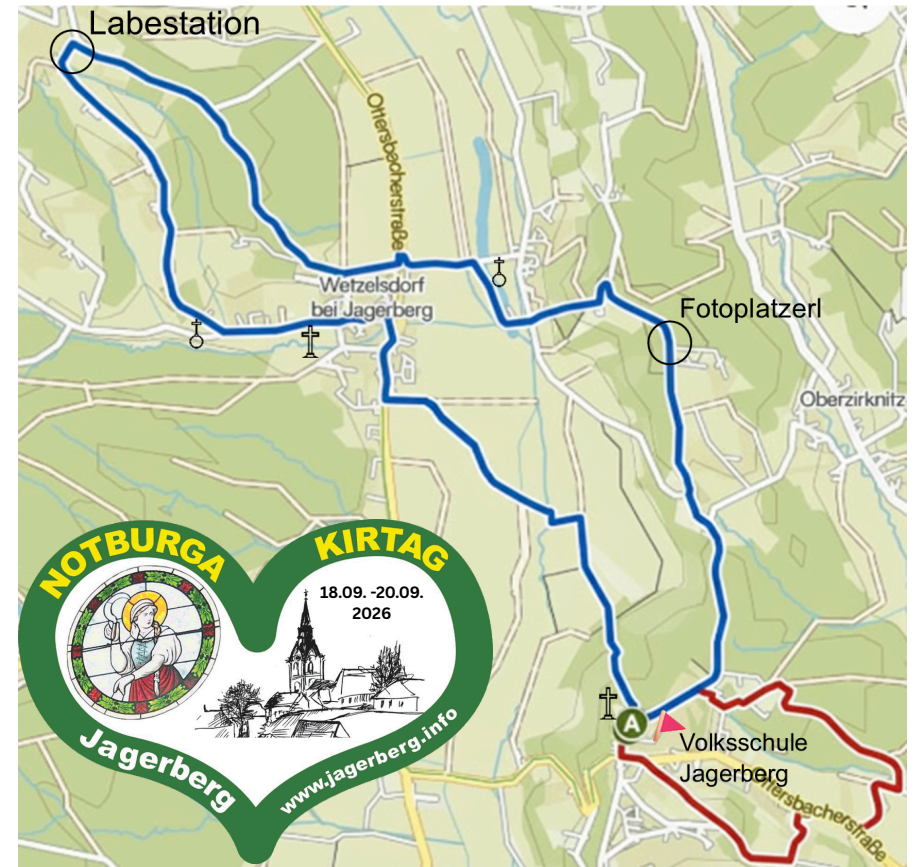 Labestation
Ottersbacherstraße
Wetzelsdorf
bei Jagerberg
Fotoplatzerl
Oberzirknitz
NOTBURGA
KIRTAG
18.09. -20.09.
2026
Jagerberg
www.jagerberg.info
A
Volksschule
Jagerberg
Ottersbacherstraße